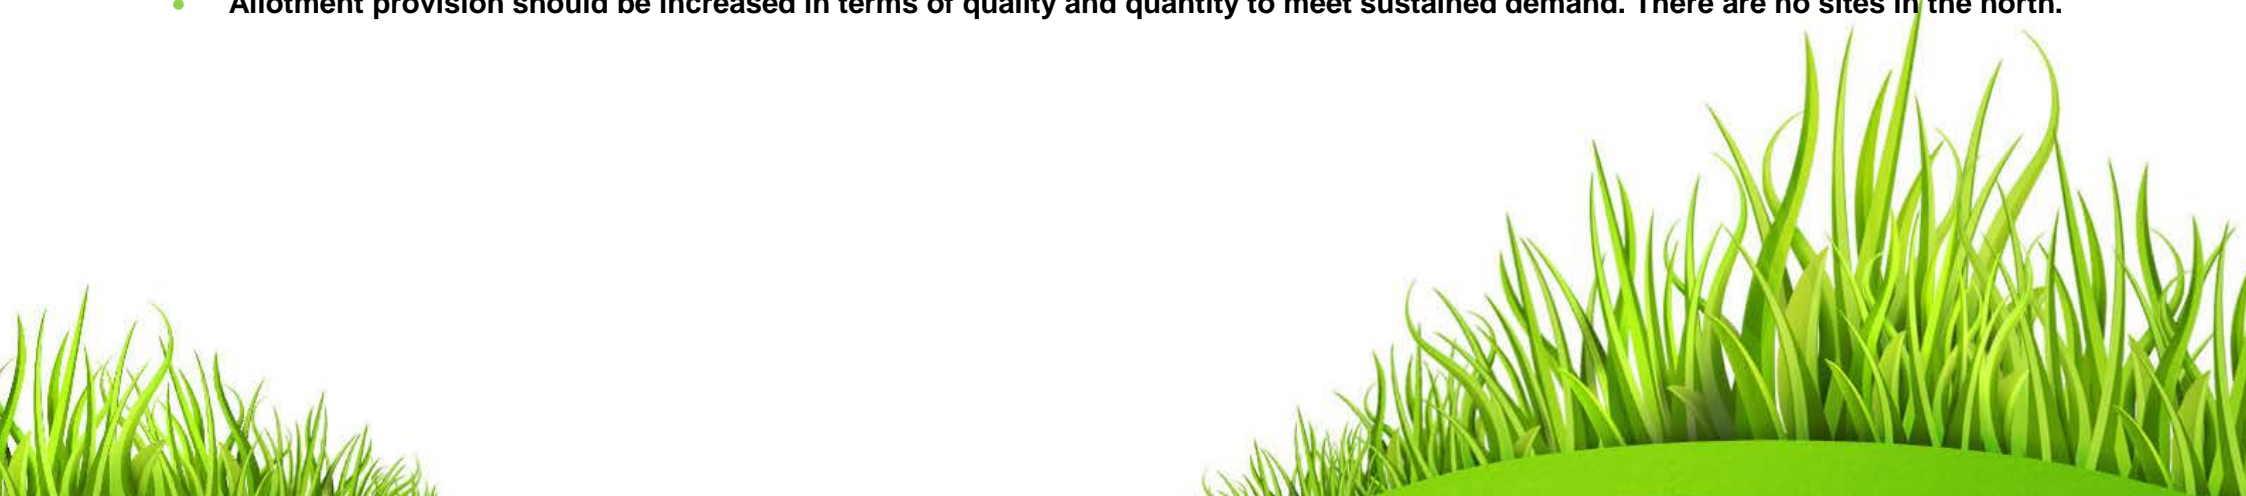 • Allotment provision should be increased in terms of quality and quantity to meet sustained demand. There are no sites in the north.